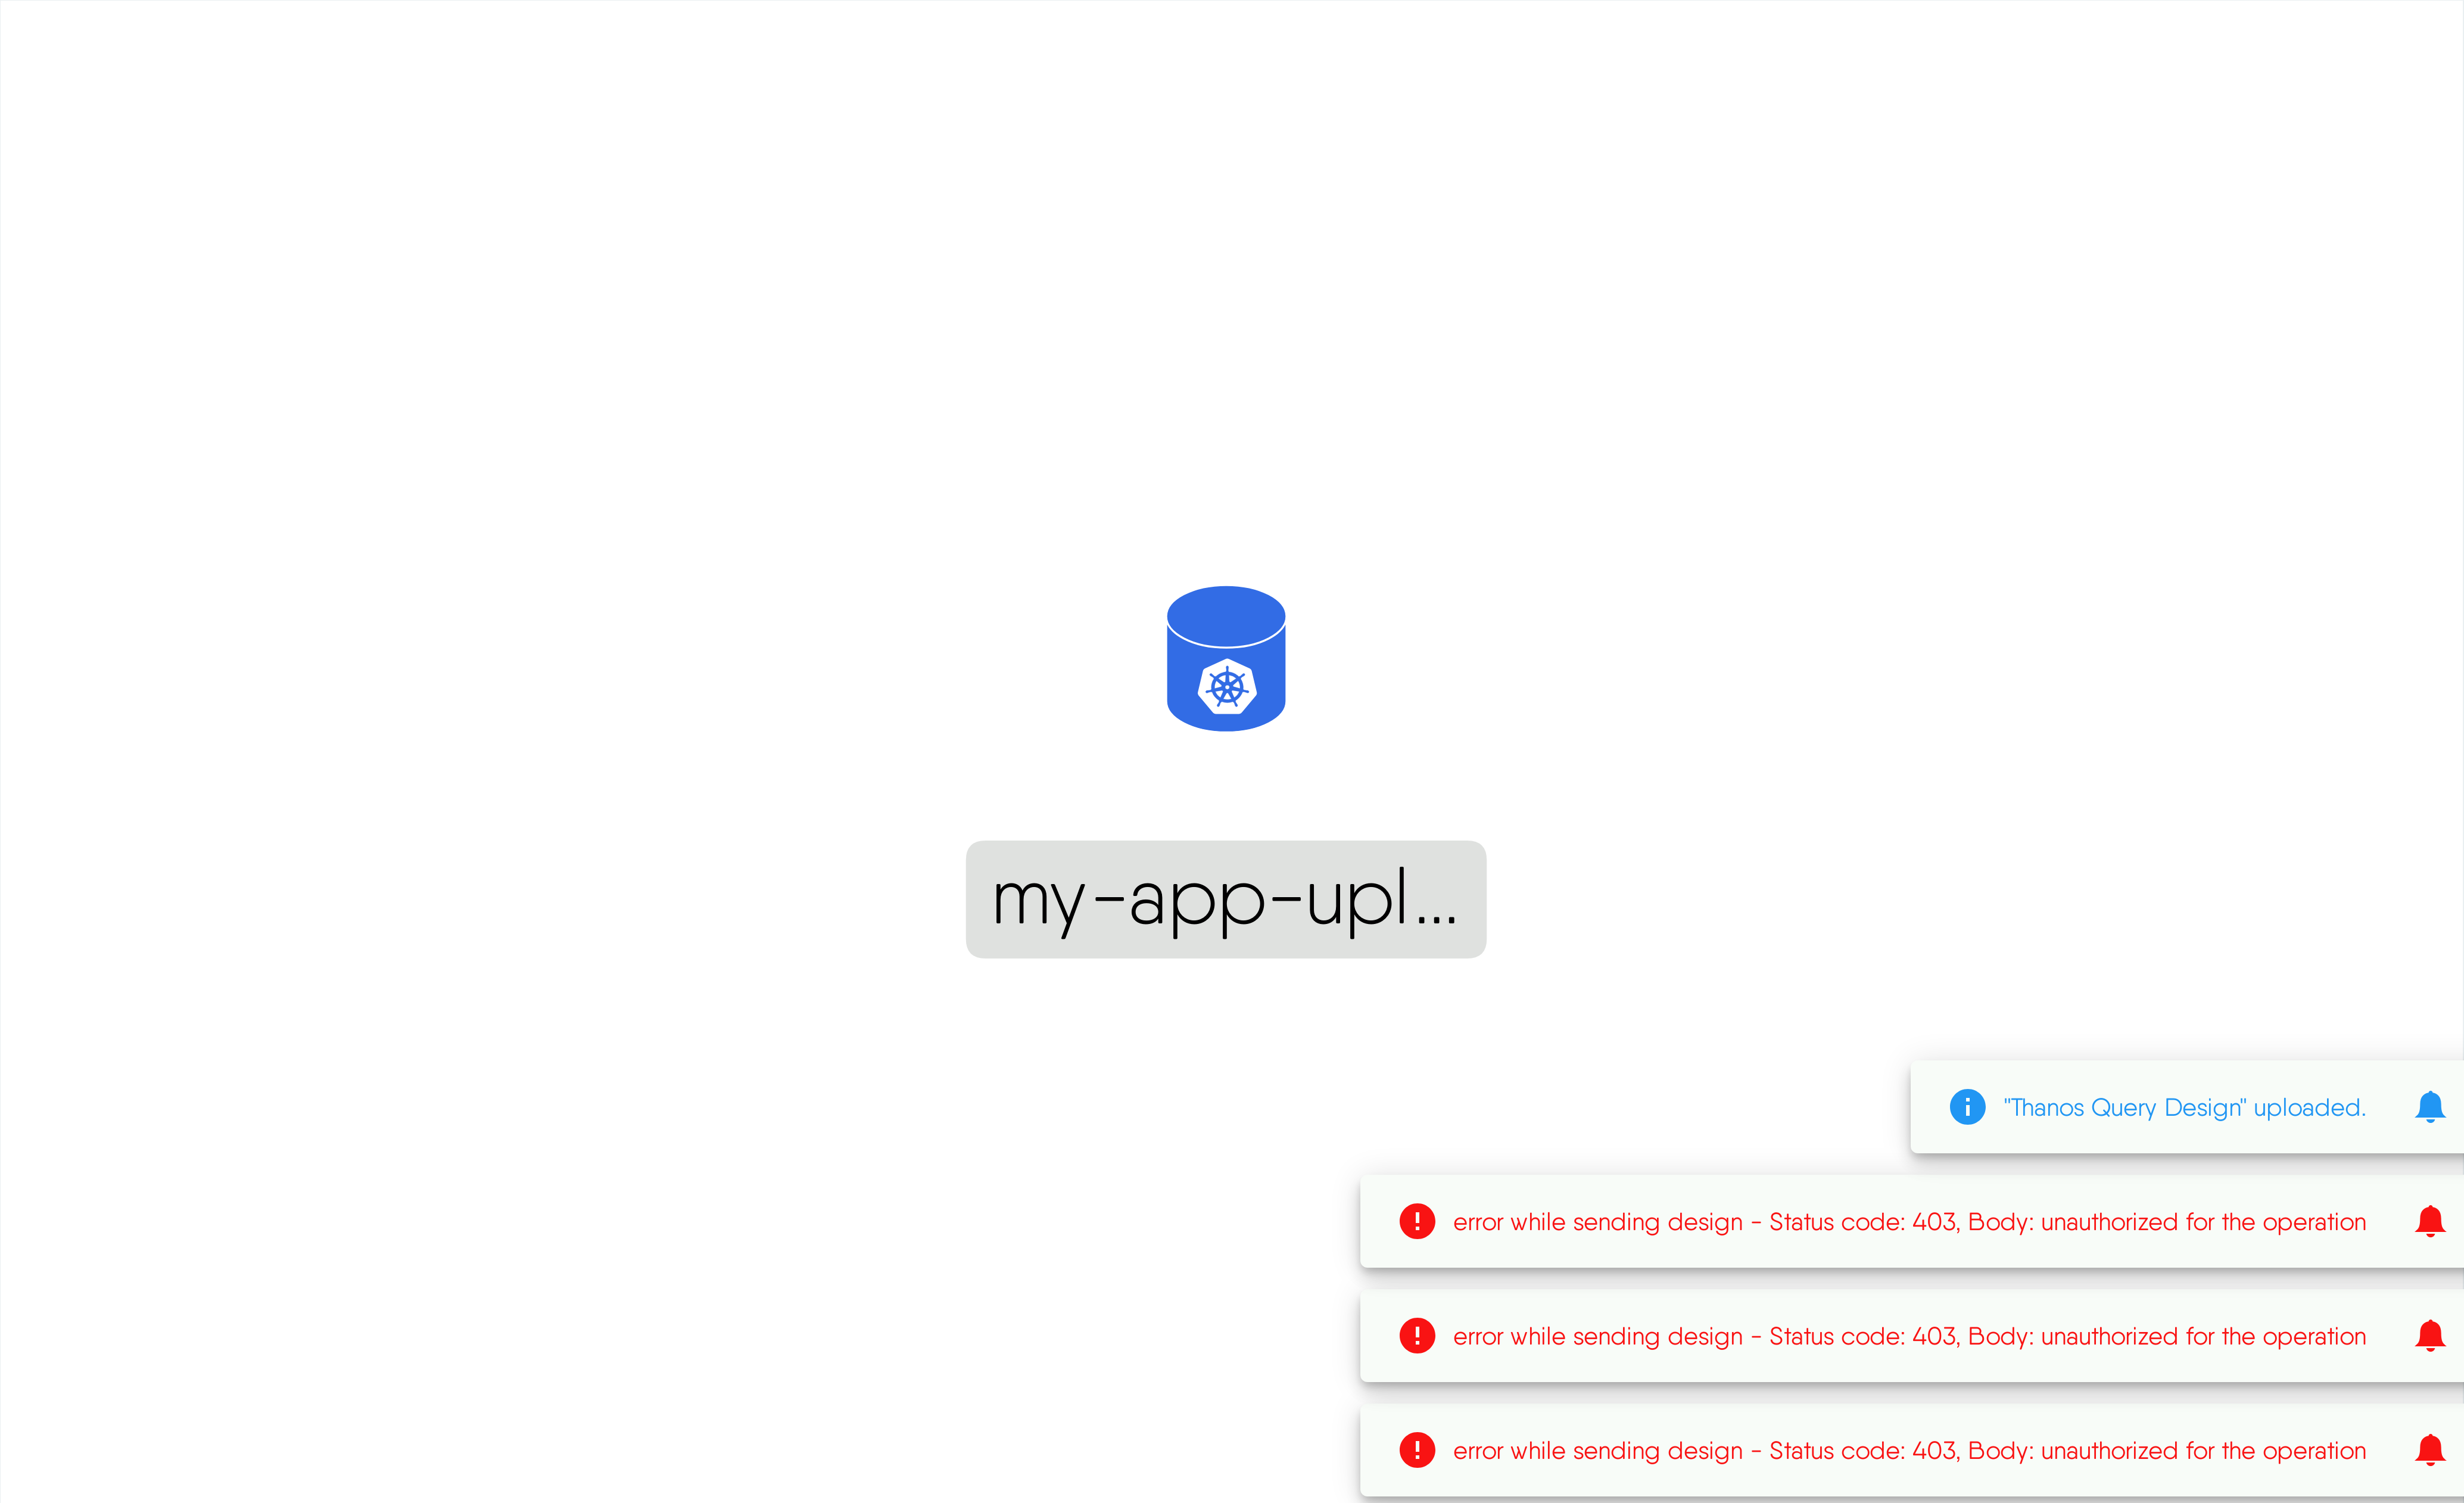 my-app-upl...
"Thanos Query Design" uploaded.
error while sending design - Status code: 403, Body: unauthorized for the operation
error while sending design - Status code: 403, Body: unauthorized for the operation
error while sending design - Status code: 403, Body: unauthorized for the operation